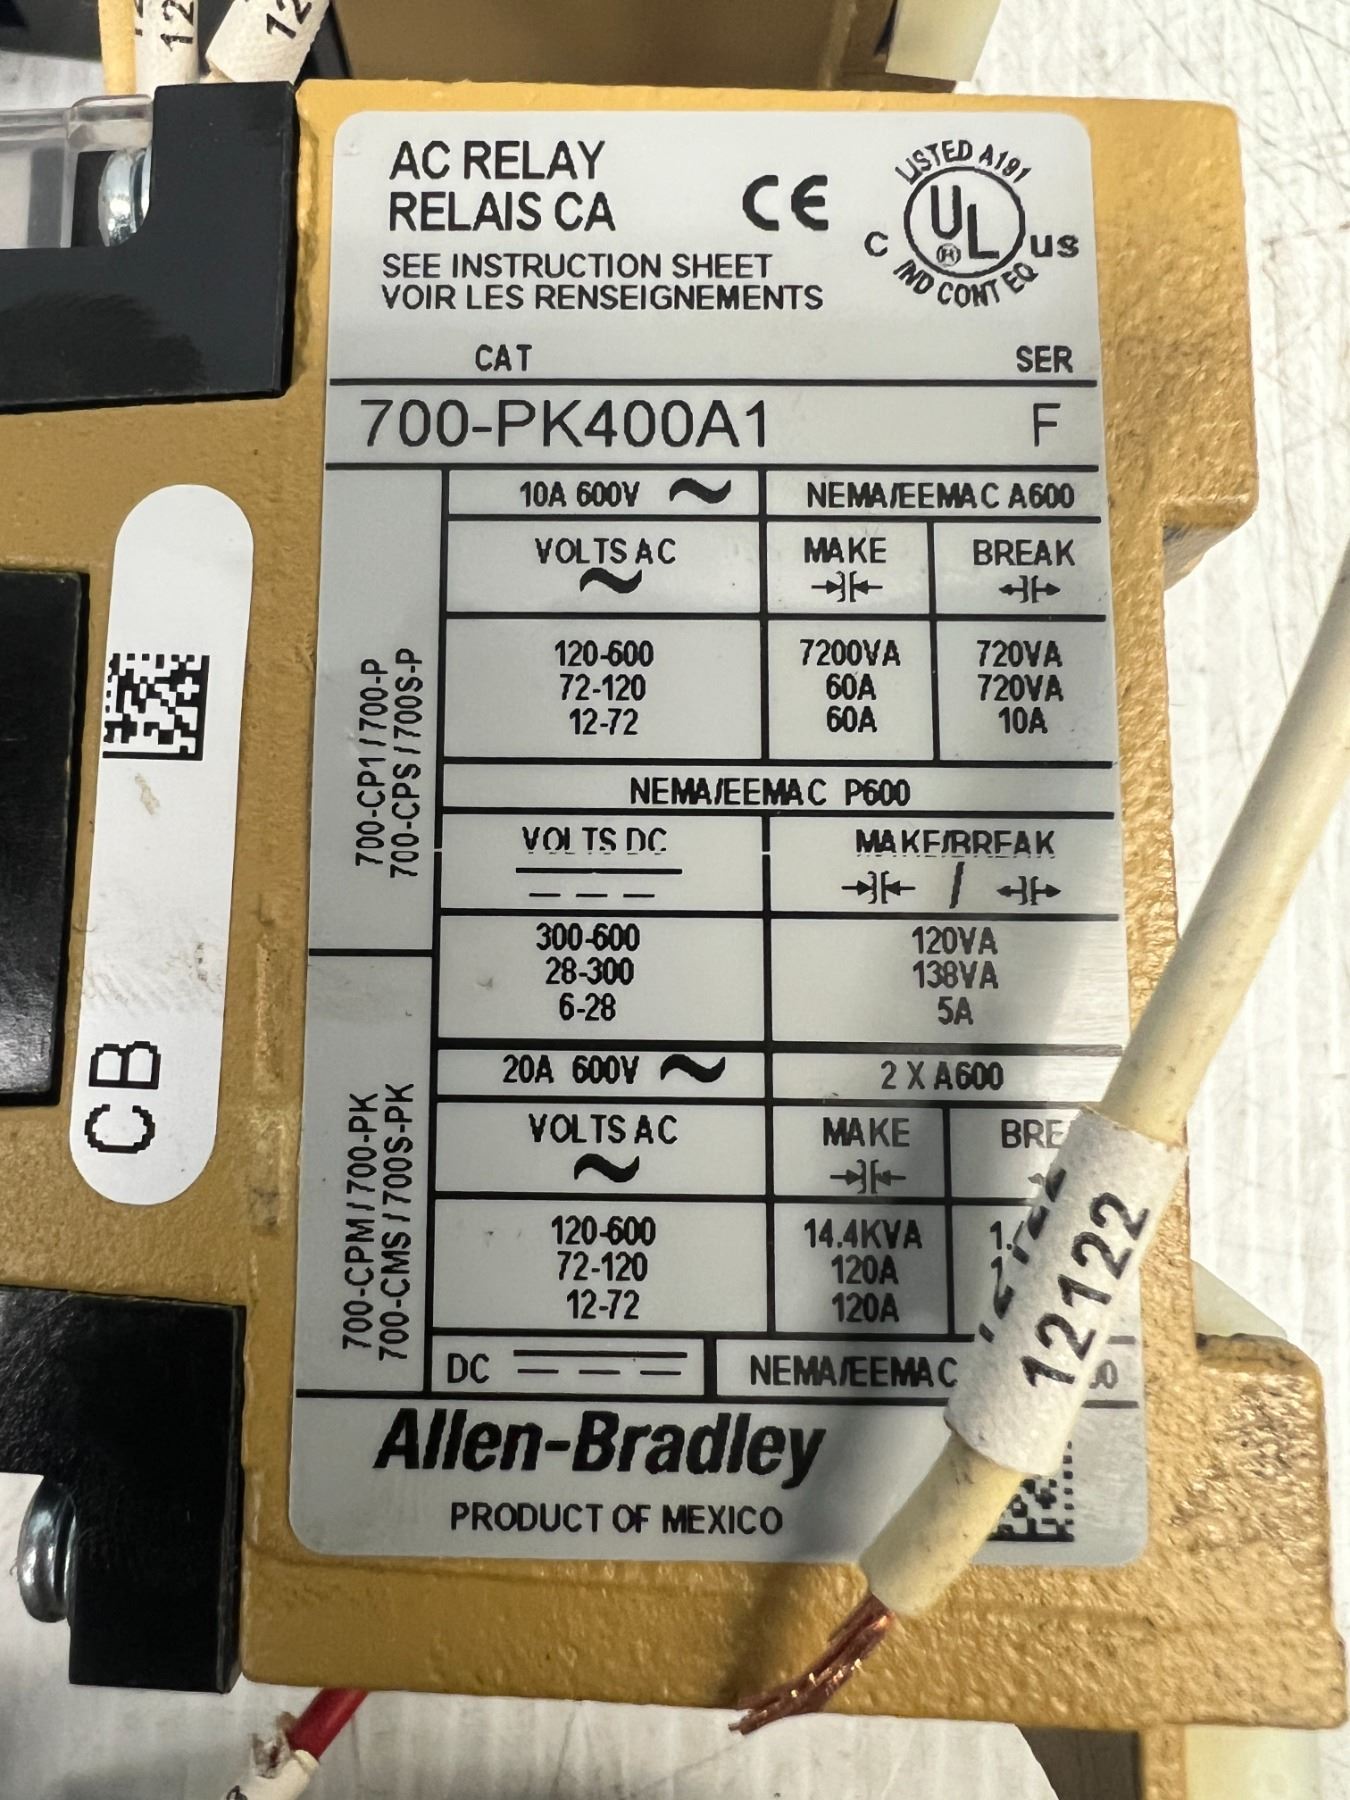 12
12
AC RELAY
RELAIS CA
SEE INSTRUCTION SHEET
VOIR LES RENSEIGNEMENTS
CE
LISTED A191
C UL US
®
IND CONT EQ
CAT SER
700-PK400A1 F
700-CP1 / 700-P
700-CPS / 700S-P
10A 600V ~ NEMA/EEMAC A600
VOLTS AC MAKE BREAK
~
120-600 7200VA 720VA
72-120 60A 720VA
12-72 60A 10A
NEMA/EEMAC P600
VOLTS DC MAKE/BREAK
/
300-600 120VA
28-300 138VA
6-28 5A
700-CPM / 700-PK
700-CMS / 700S-PK
20A 600V ~ 2 X A600
VOLTS AC MAKE
~
120-600 14.4KVA
72-120 120A
12-72 120A
DC NEMA/EEMAC
Allen-Bradley
PRODUCT OF MEXICO
CB
12122